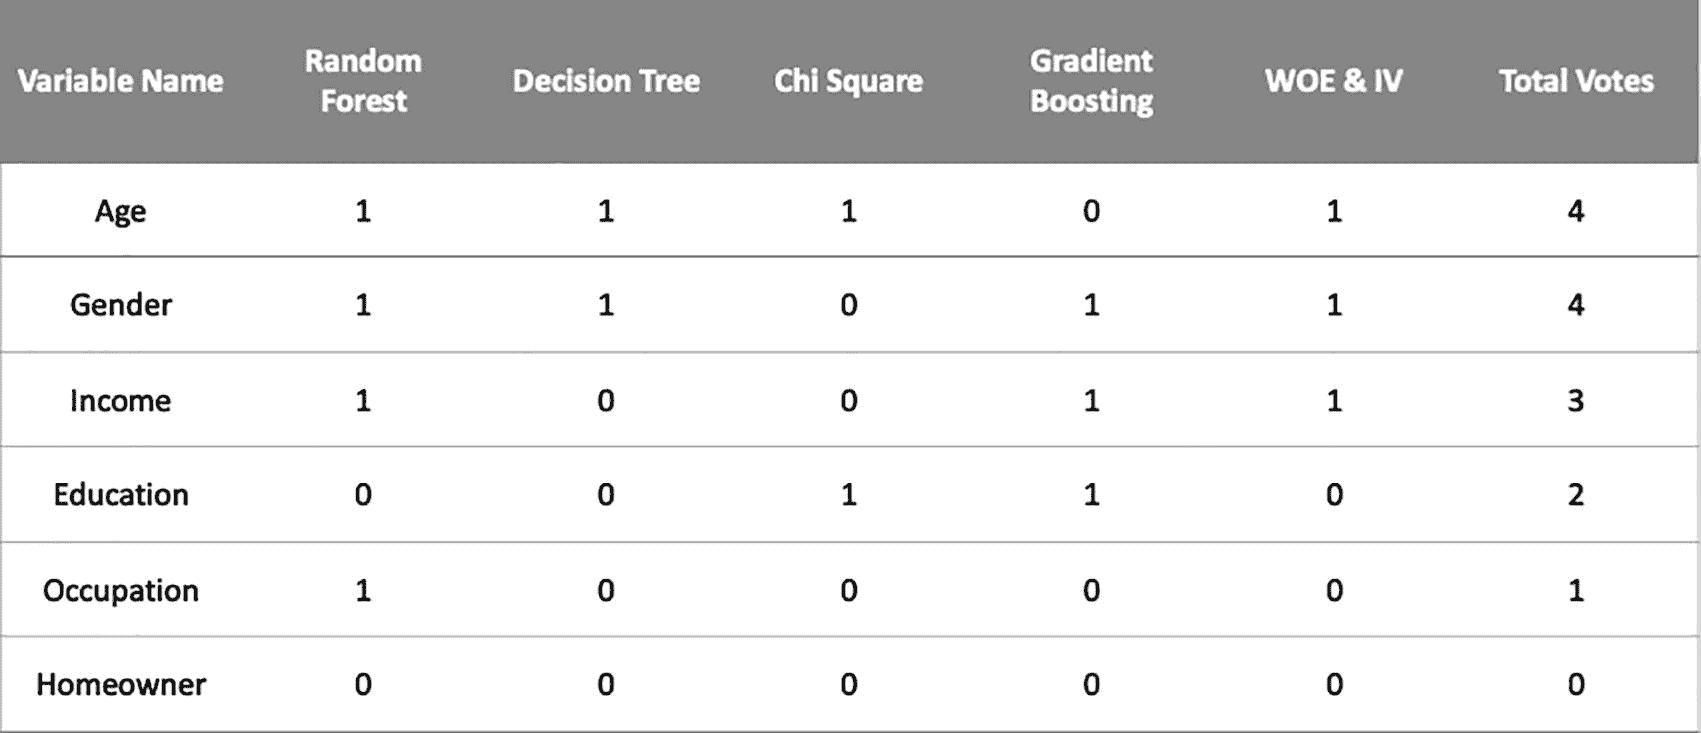 Variable Name Random Forest Decision Tree Chi Square Gradient Boosting WOE & IV Total Votes
Age 1 1 1 0 1 4
Gender 1 1 0 1 1 4
Income 1 0 0 1 1 3
Education 0 0 1 1 0 2
Occupation 1 0 0 0 0 1
Homeowner 0 0 0 0 0 0